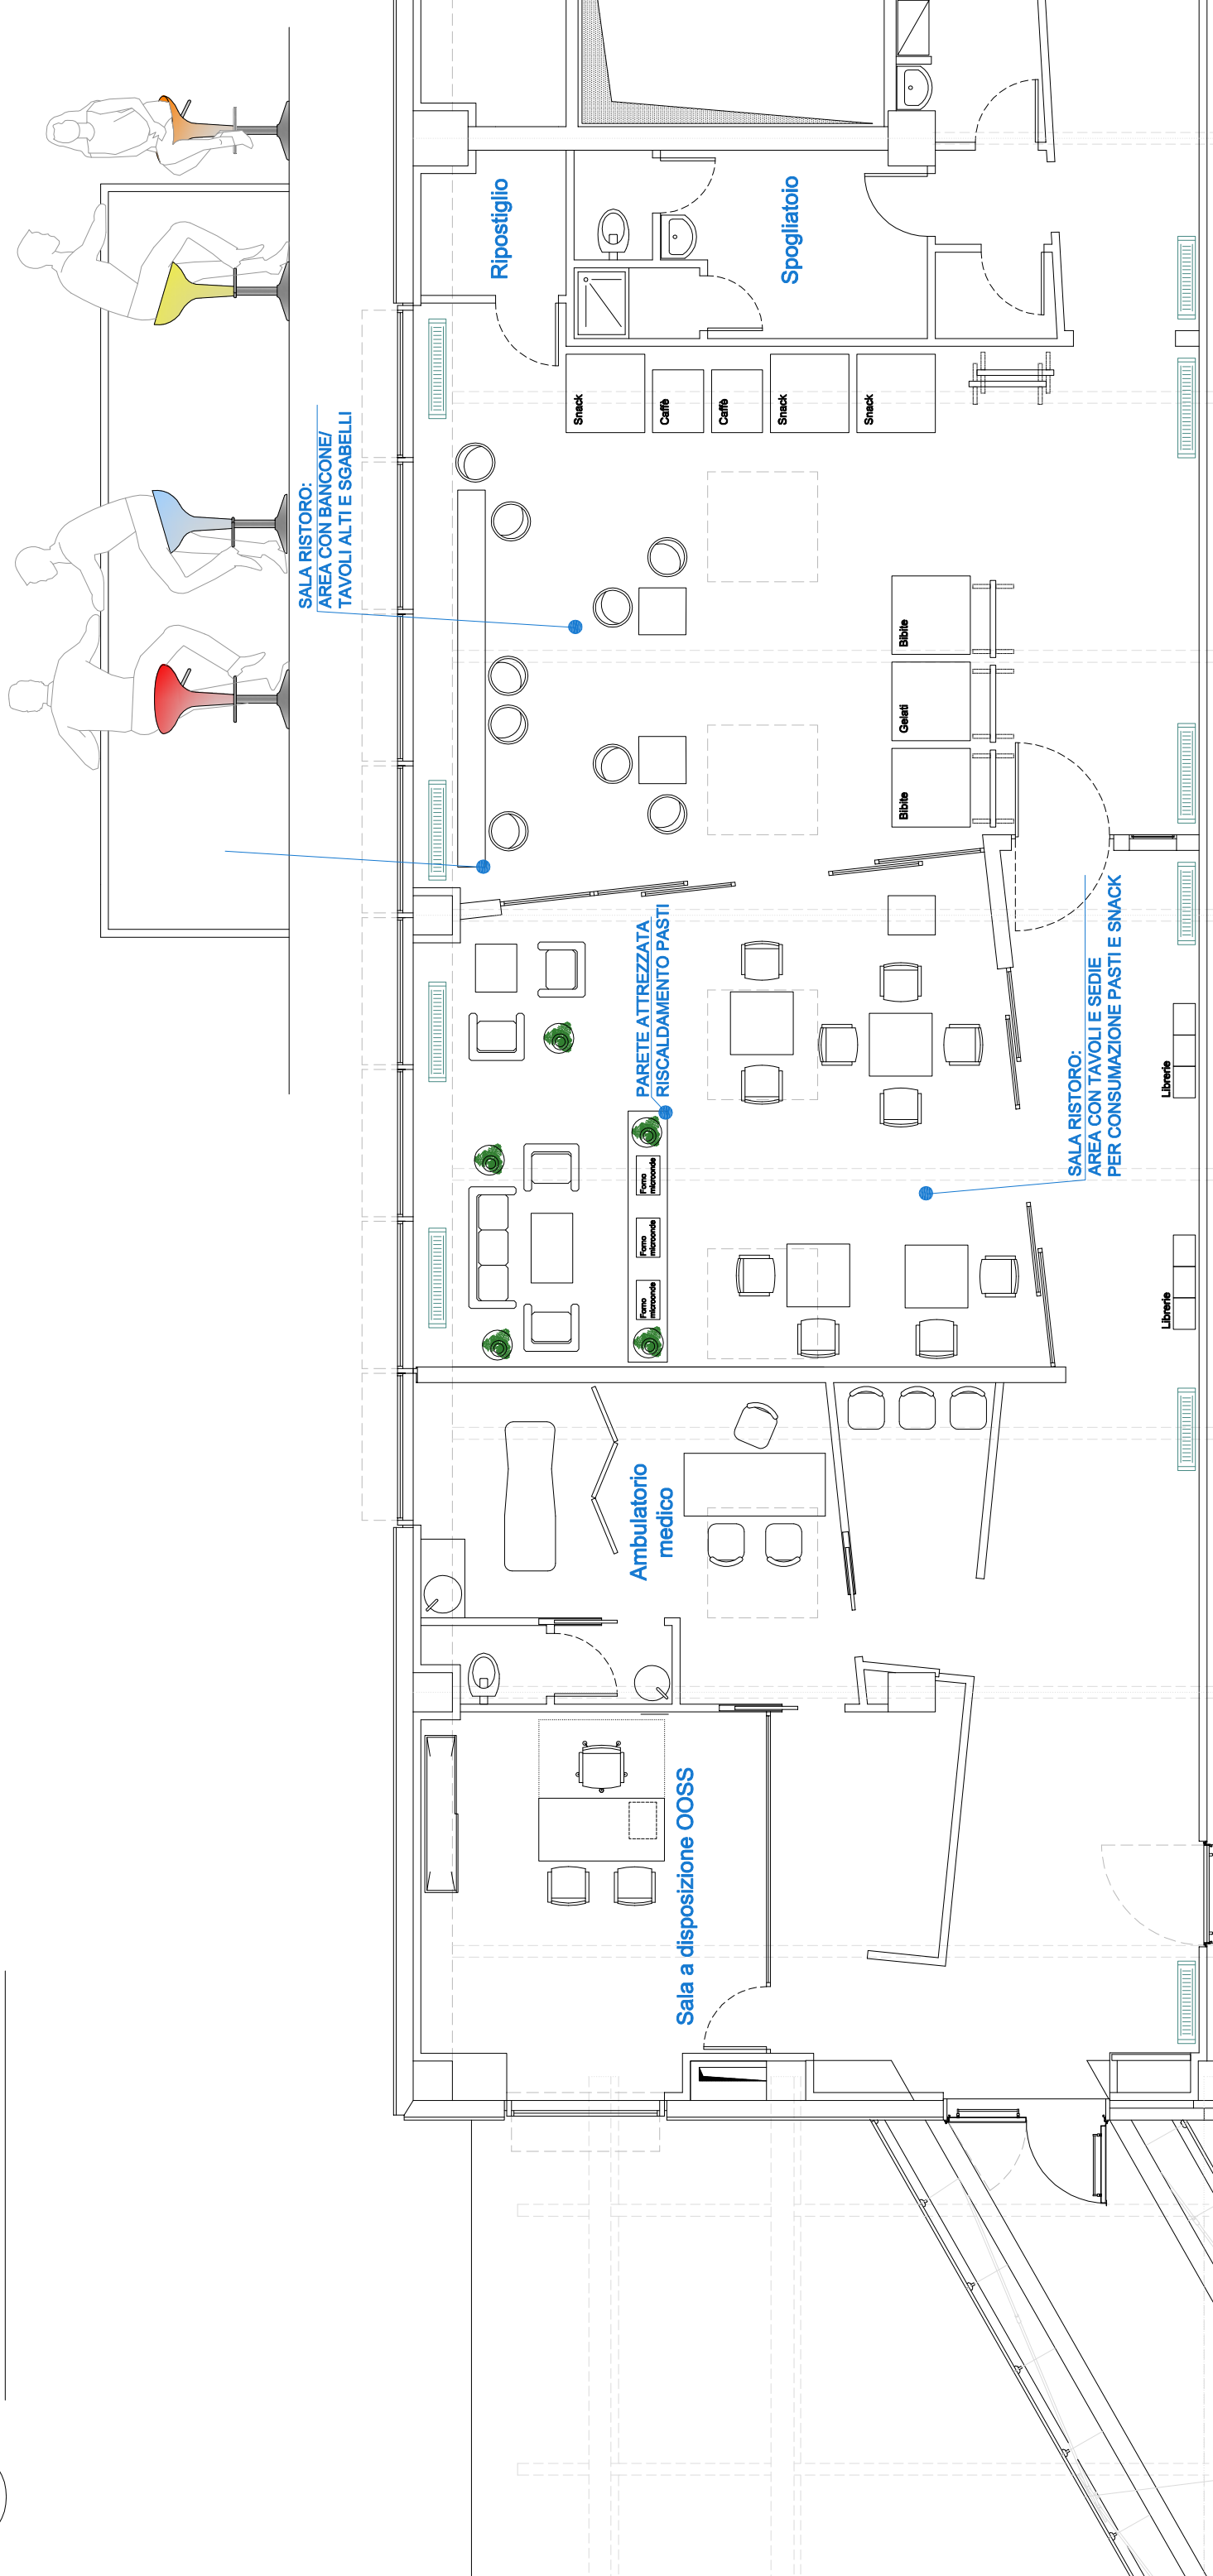 SALA RISTORO:
AREA CON BANCONE/
TAVOLI ALTI E SGABELLI
Ripostiglio
Spogliatoio
Snack
Caffè
Caffè
Snack
Snack
Bibite
Gelati
Bibite
PARETE ATTREZZATA
RISCALDAMENTO PASTI
SALA RISTORO:
AREA CON TAVOLI E SEDIE
PER CONSUMAZIONE PASTI E SNACK
Forno
microonde
Forno
microonde
Forno
microonde
Librerie
Librerie
Ambulatorio
medico
Sala a disposizione OOSS